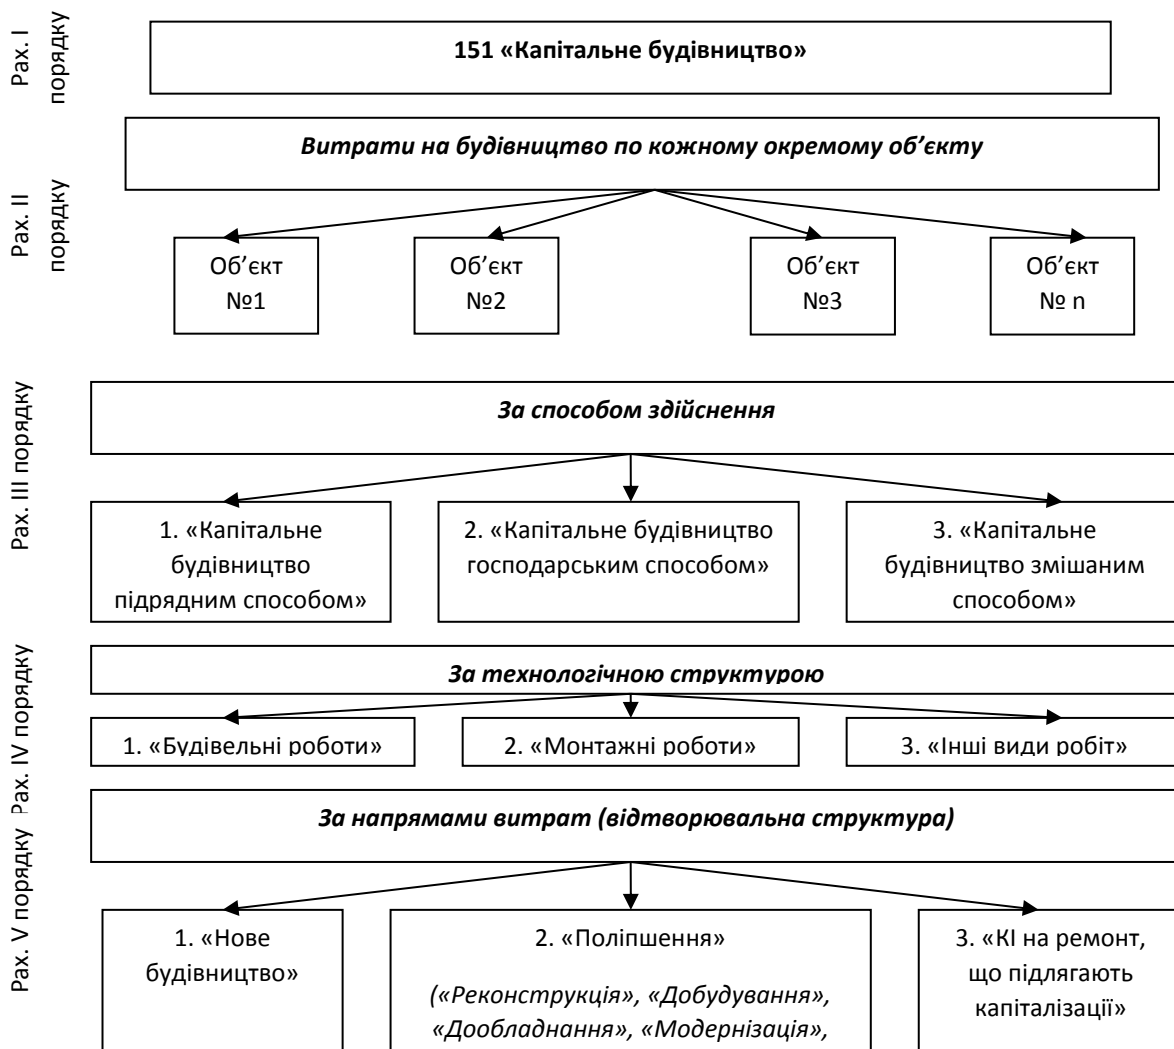 Рах. І
порядку
151 «Капітальне будівництво»
Рах. ІІ
порядку
Витрати на будівництво по кожному окремому об’єкту
Об’єкт
№1
Об’єкт
№2
Об’єкт
№3
Об’єкт
№ n
Рах. ІІІ порядку
За способом здійснення
1. «Капітальне
будівництво
підрядним способом»
2. «Капітальне будівництво
господарським способом»
3. «Капітальне
будівництво змішаним
способом»
Рах. IV порядку
За технологічною структурою
1. «Будівельні роботи»
2. «Монтажні роботи»
3. «Інші види робіт»
Рах. V порядку
За напрямами витрат (відтворювальна структура)
1. «Нове
будівництво»
2. «Поліпшення»
(«Реконструкція», «Добудування»,
«Дообладнання», «Модернізація»,
3. «КІ на ремонт,
що підлягають
капіталізації»